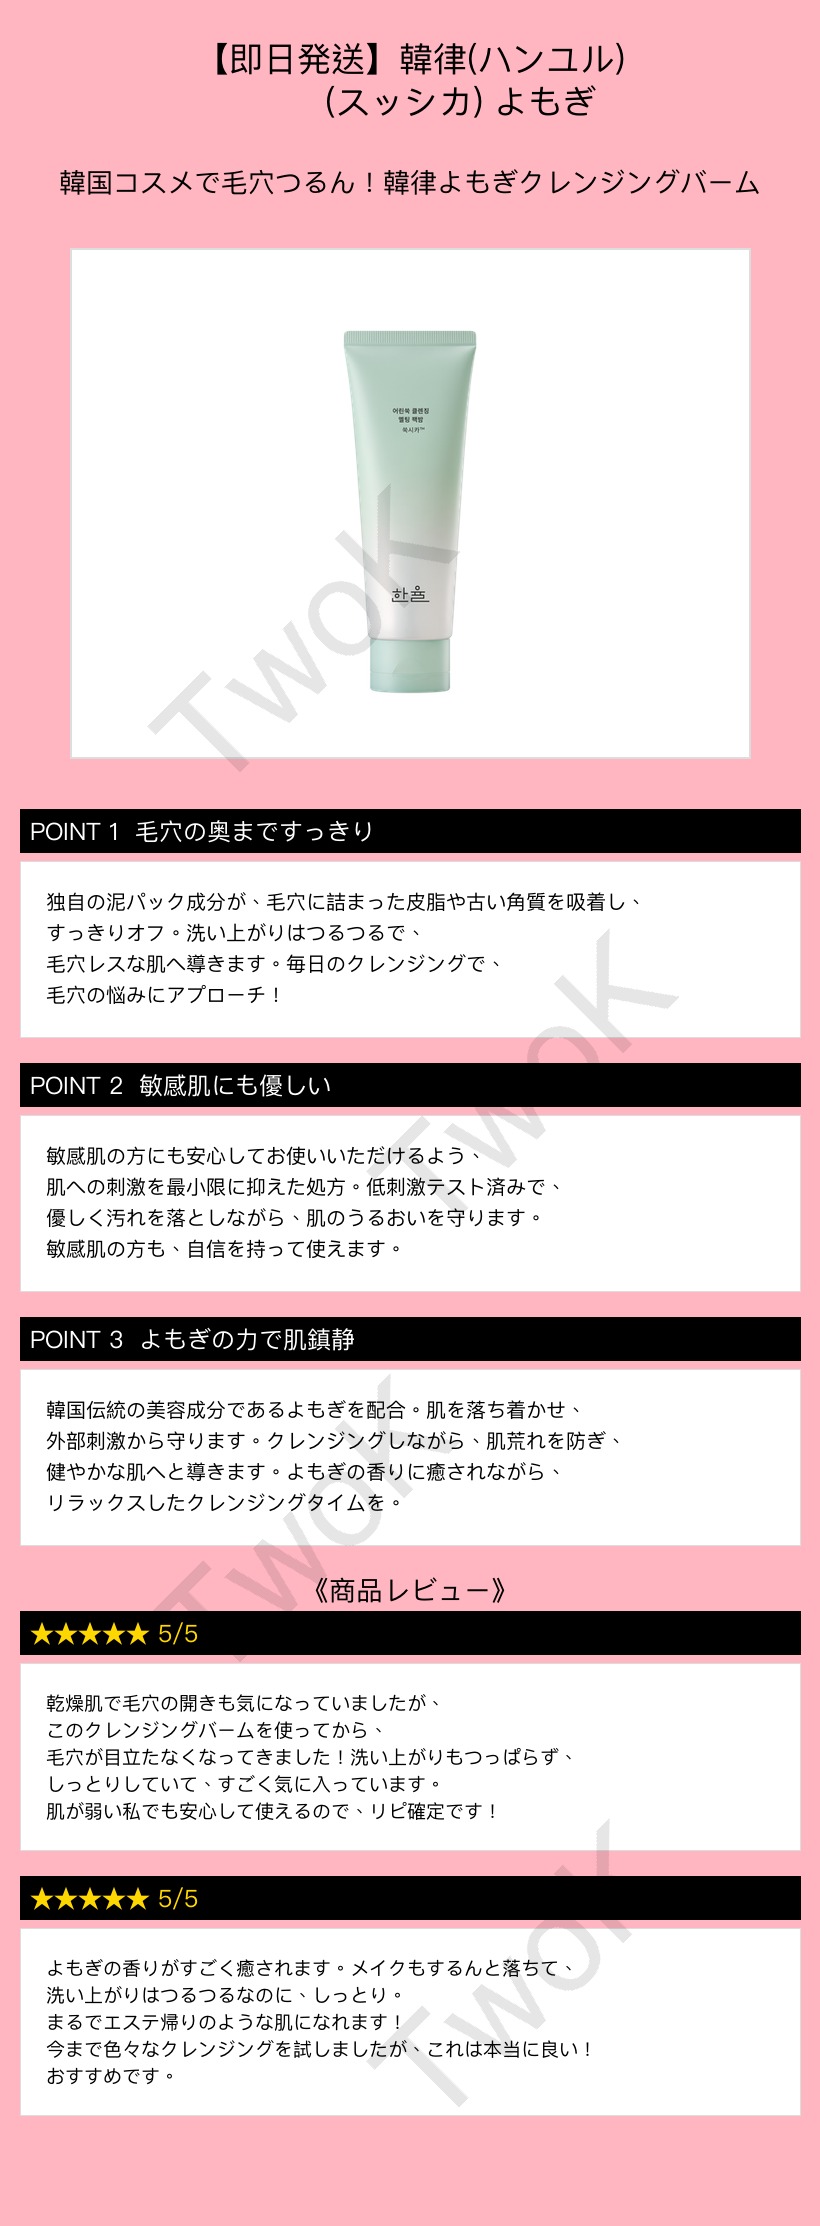 【即日発送】韓律(ハンユル)
(スッシカ) よもぎ
韓国コスメで毛穴つるん！韓律よもぎクレンジングバーム
어린쑥 클렌징
멜팅 팩밤
쑥시카™
한율
TwoK
POINT 1 毛穴の奥まですっきり
独自の泥パック成分が、毛穴に詰まった皮脂や古い角質を吸着し、
すっきりオフ。洗い上がりはつるつるで、
毛穴レスな肌へ導きます。毎日のクレンジングで、
毛穴の悩みにアプローチ！
TwoK
POINT 2 敏感肌にも優しい
敏感肌の方にも安心してお使いいただけるよう、
肌への刺激を最小限に抑えた処方。低刺激テスト済みで、
優しく汚れを落としながら、肌のうるおいを守ります。
敏感肌の方も、自信を持って使えます。
POINT 3 よもぎの力で肌鎮静
韓国伝統の美容成分であるよもぎを配合。肌を落ち着かせ、
外部刺激から守ります。クレンジングしながら、肌荒れを防ぎ、
健やかな肌へと導きます。よもぎの香りに癒されながら、
リラックスしたクレンジングタイムを。
TwoK
《商品レビュー》
★★★★★ 5/5
乾燥肌で毛穴の開きも気になっていましたが、
このクレンジングバームを使ってから、
毛穴が目立たなくなってきました！洗い上がりもつっぱらず、
しっとりしていて、すごく気に入っています。
肌が弱い私でも安心して使えるので、リピ確定です！
★★★★★ 5/5
よもぎの香りがすごく癒されます。メイクもするんと落ちて、
洗い上がりはつるつるなのに、しっとり。
まるでエステ帰りのような肌になれます！
今まで色々なクレンジングを試しましたが、これは本当に良い！
おすすめです。
TwoK